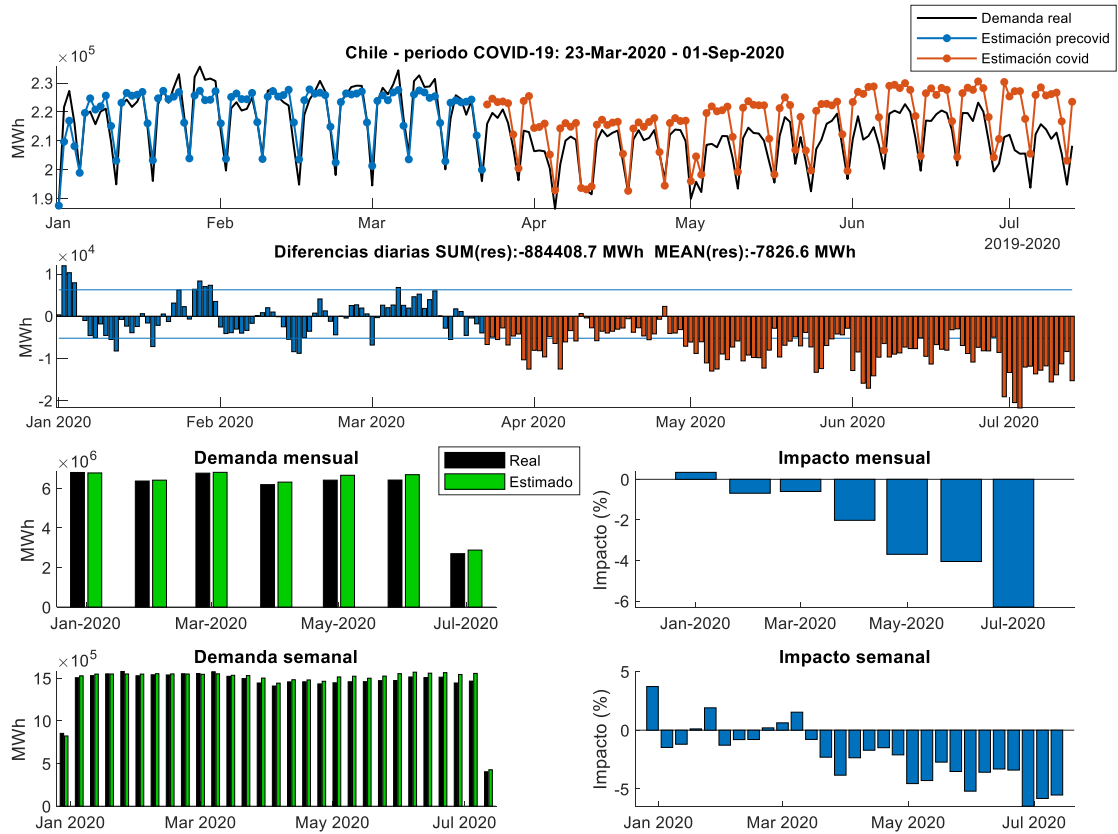 Demanda real
Estimación precovid
Estimación covid
Chile - periodo COVID-19: 23-Mar-2020 - 01-Sep-2020
×10^5
MWh
2.3
2.2
2.1
2
1.9
Jan Feb Mar Apr May Jun Jul
2019-2020
Diferencias diarias SUM(res):-884408.7 MWh MEAN(res):-7826.6 MWh
×10^4
MWh
1
0
-1
-2
Jan 2020 Feb 2020 Mar 2020 Apr 2020 May 2020 Jun 2020 Jul 2020
Demanda mensual
Real
Estimado
×10^6
MWh
6
4
2
0
Jan-2020 Mar-2020 May-2020 Jul-2020
Impacto mensual
Impacto (%)
0
-2
-4
-6
Jan-2020 Mar-2020 May-2020 Jul-2020
Demanda semanal
×10^5
MWh
15
10
5
0
Jan 2020 Mar 2020 May 2020 Jul 2020
Impacto semanal
Impacto (%)
5
0
-5
Jan 2020 Mar 2020 May 2020 Jul 2020